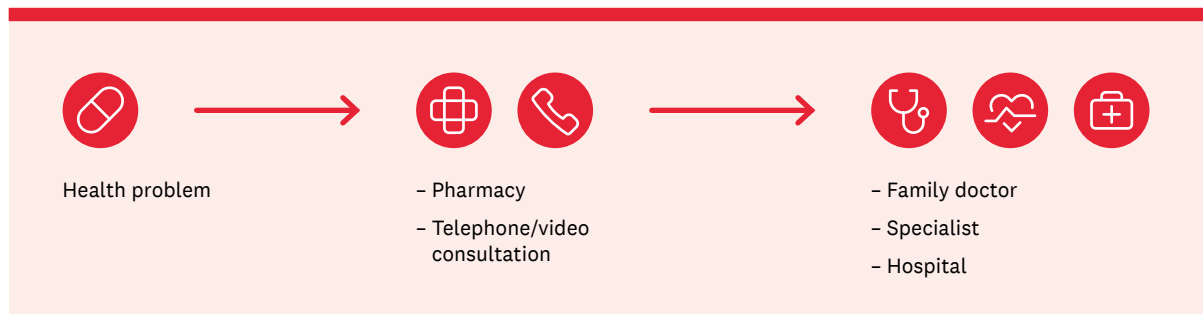 Health problem
– Pharmacy
– Telephone/video
consultation
– Family doctor
– Specialist
– Hospital